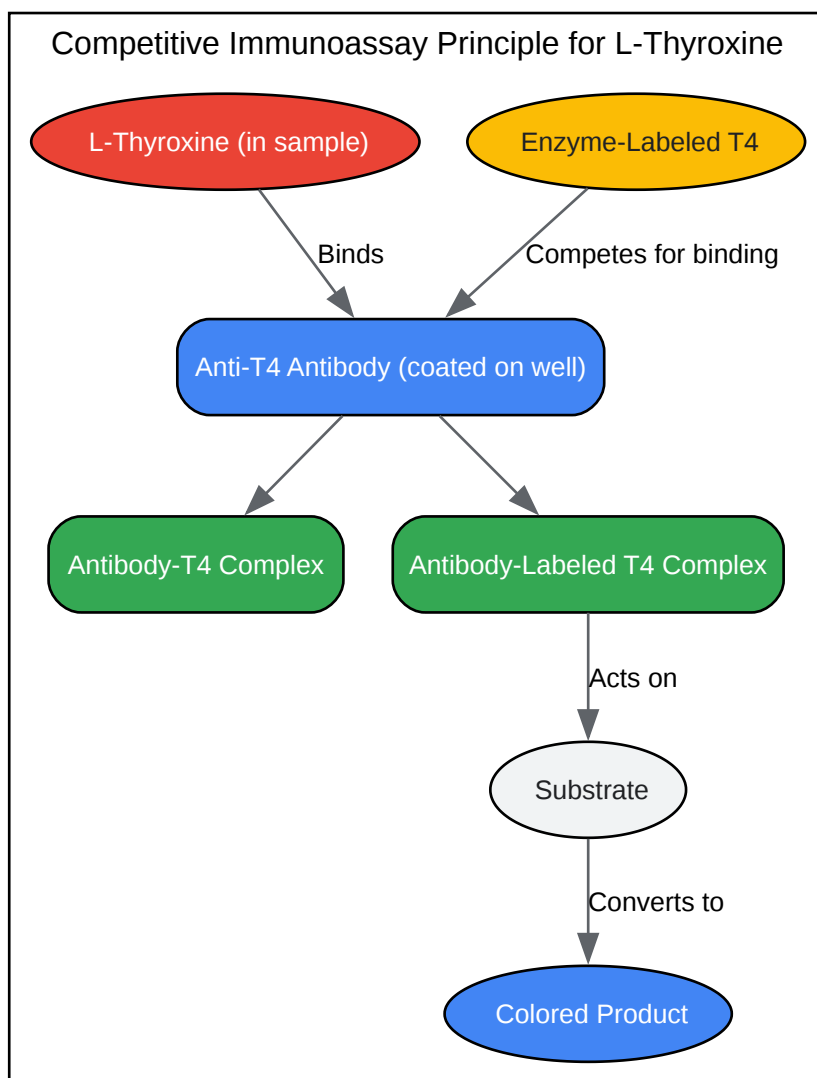 Competitive Immunoassay Principle for L-Thyroxine
L-Thyroxine (in sample)
Enzyme-Labeled T4
Binds
Competes for binding
Anti-T4 Antibody (coated on well)
Antibody-T4 Complex
Antibody-Labeled T4 Complex
Acts on
Substrate
Converts to
Colored Product